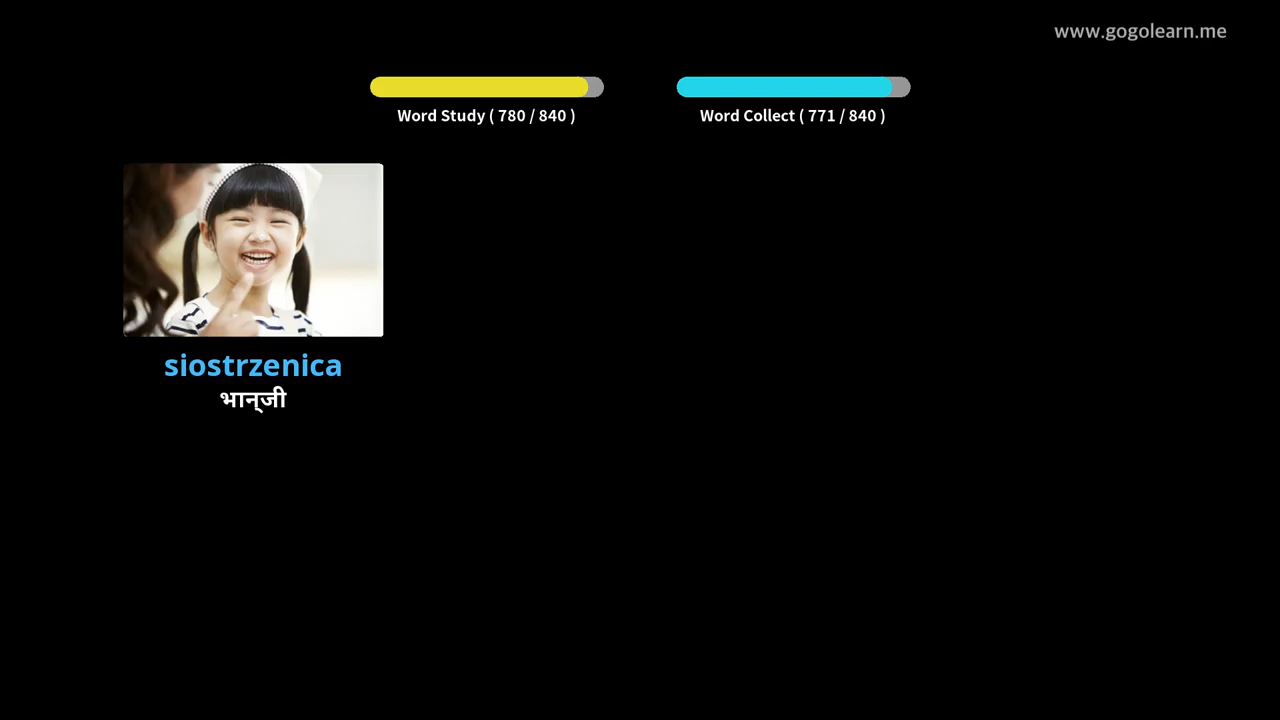 www.gogolearn.me
Word Study ( 780 / 840 )
Word Collect ( 771 / 840 )
siostrzenica
भान्‌जी